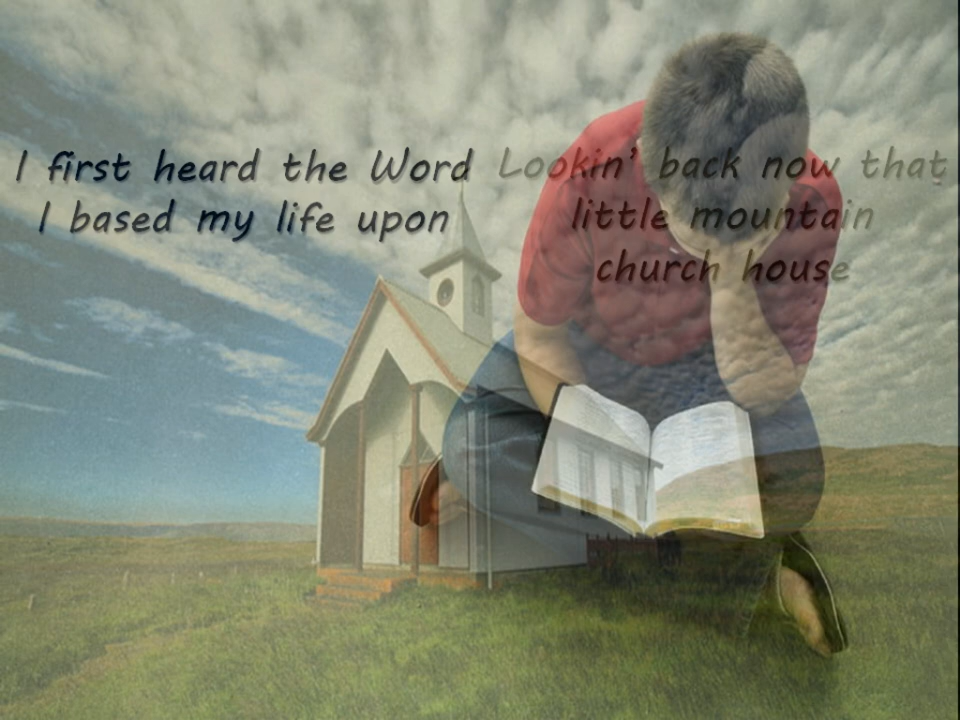 I first heard the Word
I based my life upon
Lookin' back now that
little mountain
church house